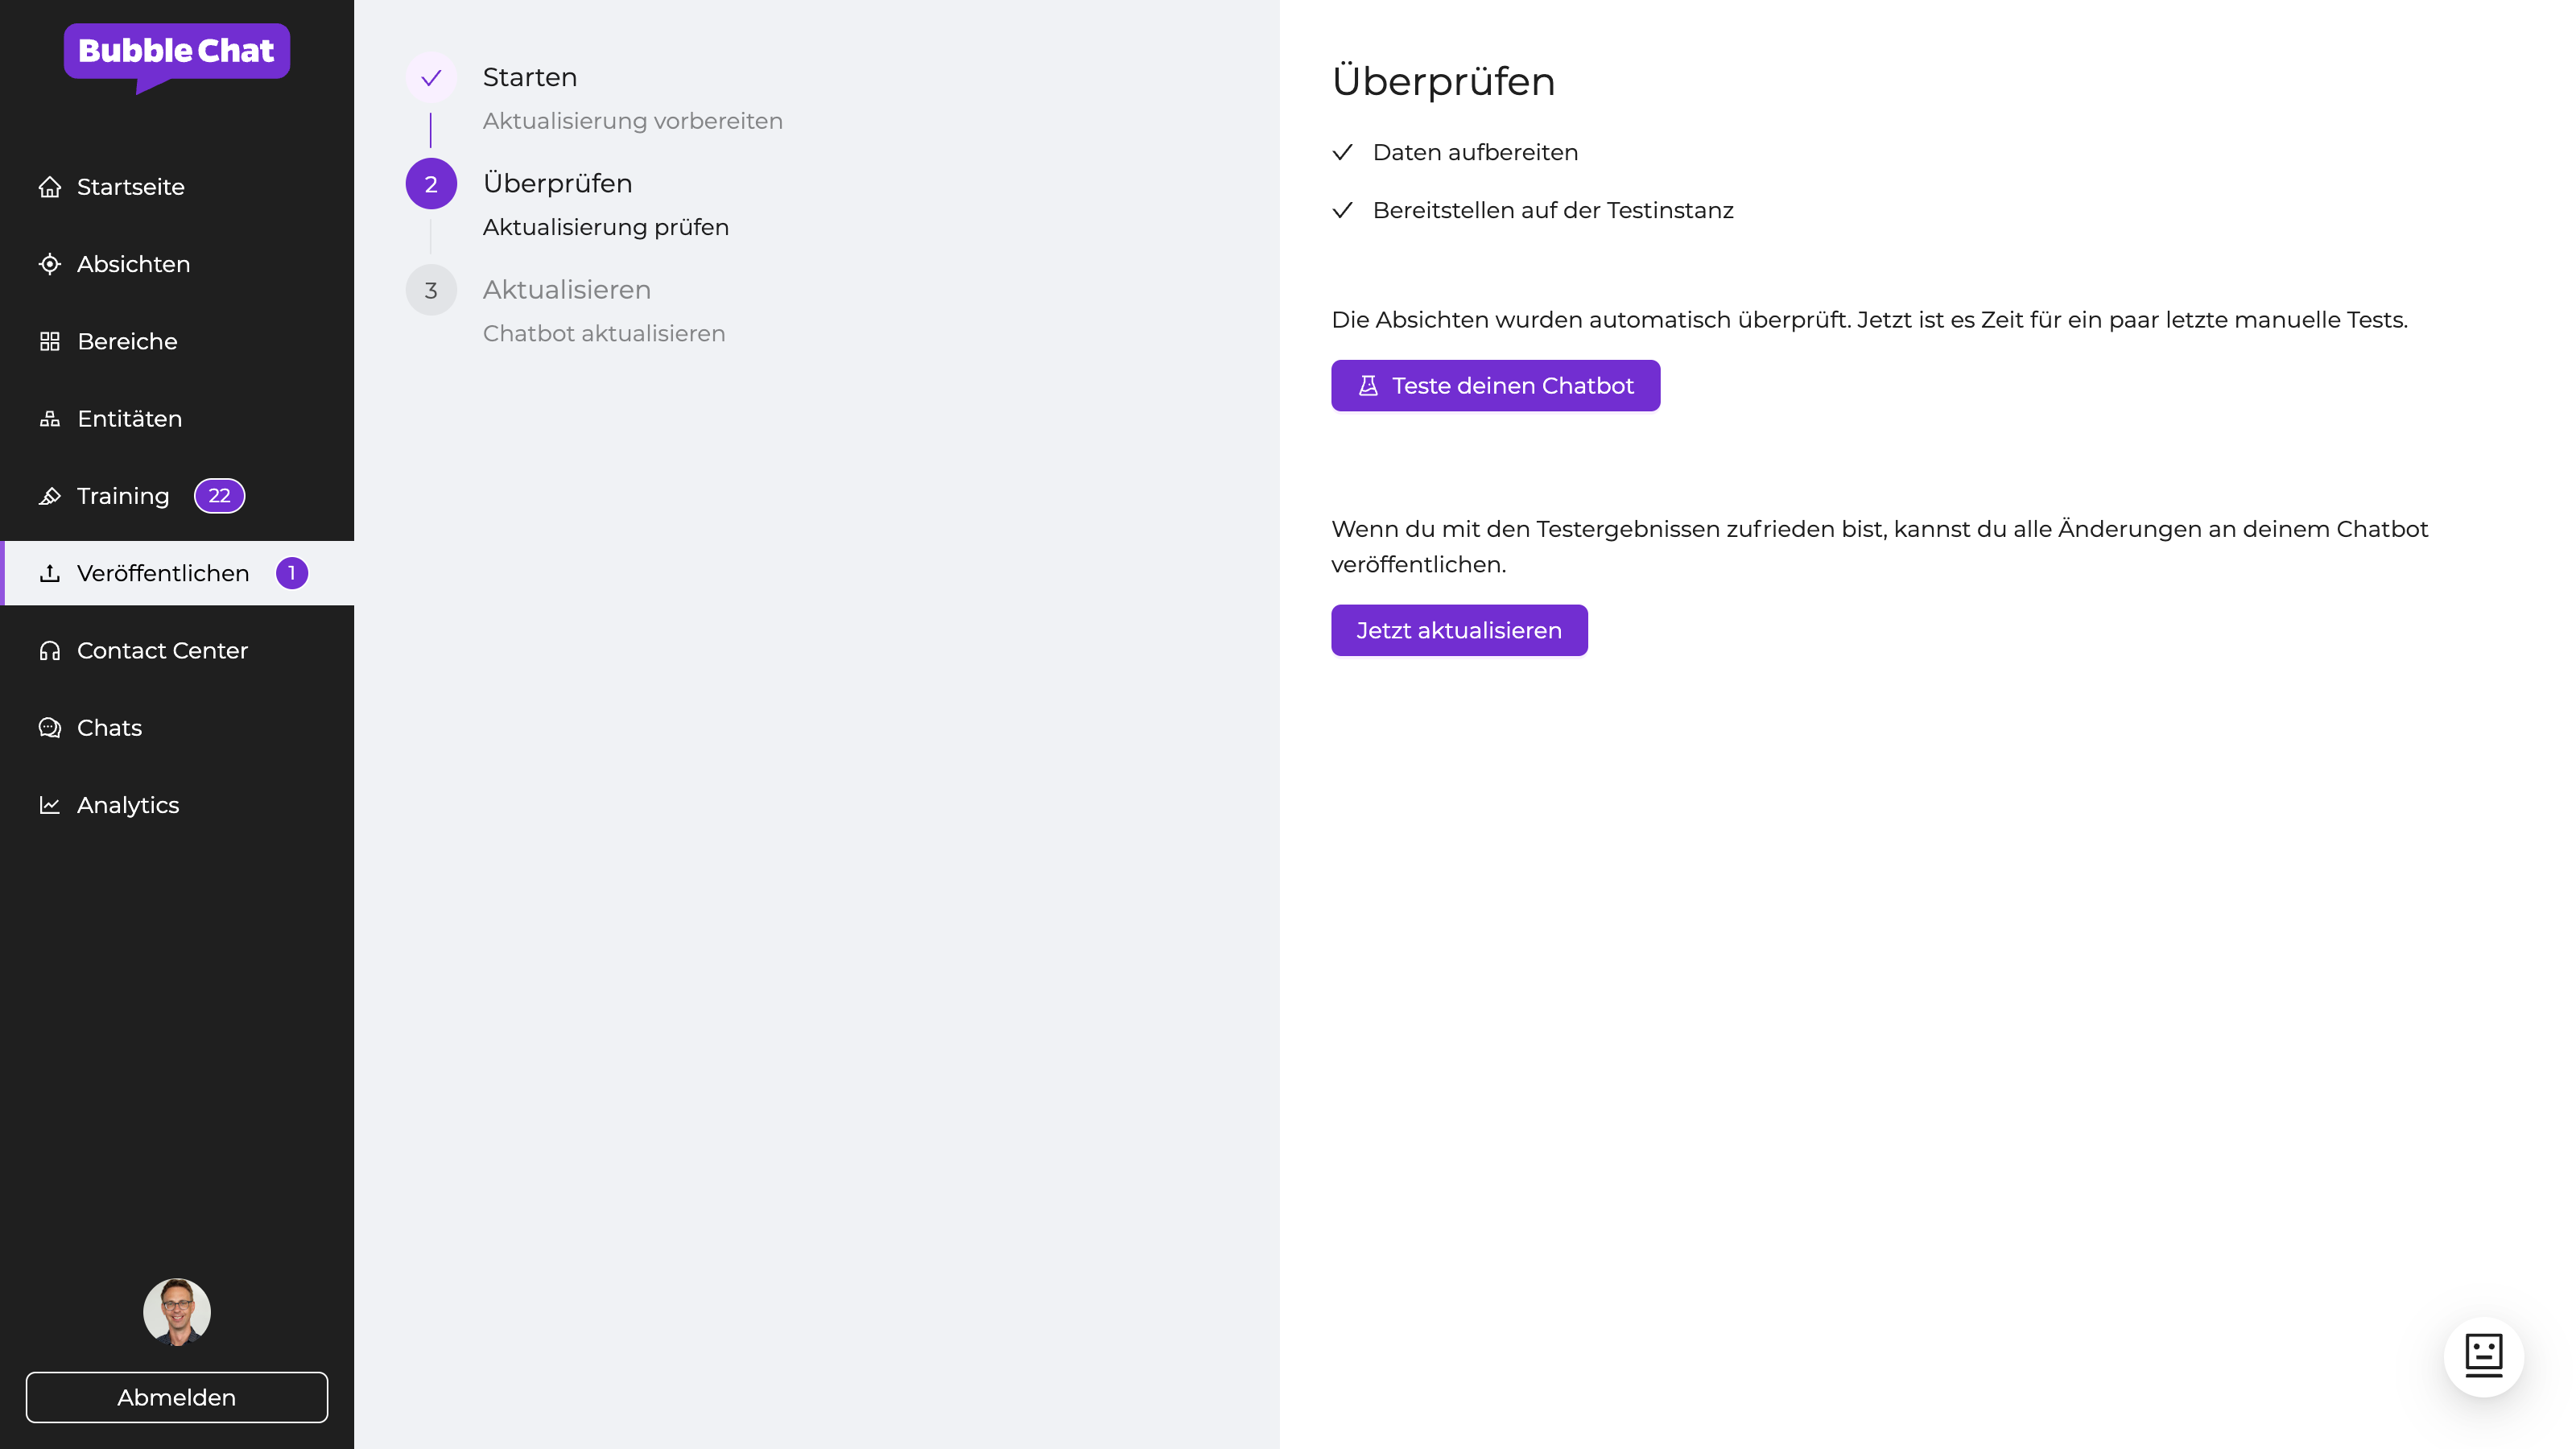 Bubble Chat
Startseite
Absichten
Bereiche
Entitäten
Training 22
Veröffentlichen 1
Contact Center
Chats
Analytics
Abmelden
Starten
Aktualisierung vorbereiten
2 Überprüfen
Aktualisierung prüfen
3 Aktualisieren
Chatbot aktualisieren
Überprüfen
Daten aufbereiten
Bereitstellen auf der Testinstanz
Die Absichten wurden automatisch überprüft. Jetzt ist es Zeit für ein paar letzte manuelle Tests.
Teste deinen Chatbot
Wenn du mit den Testergebnissen zufrieden bist, kannst du alle Änderungen an deinem Chatbot
veröffentlichen.
Jetzt aktualisieren